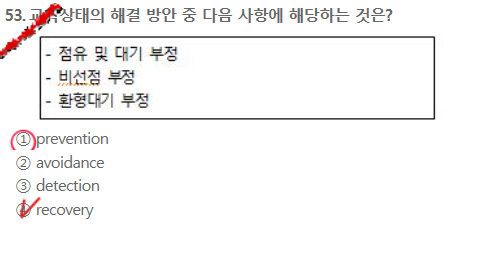 53. 교착상태의 해결 방안 중 다음 사항에 해당하는 것은?
- 점유 및 대기 부정
- 비선점 부정
- 환형대기 부정
① prevention
② avoidance
③ detection
④ recovery